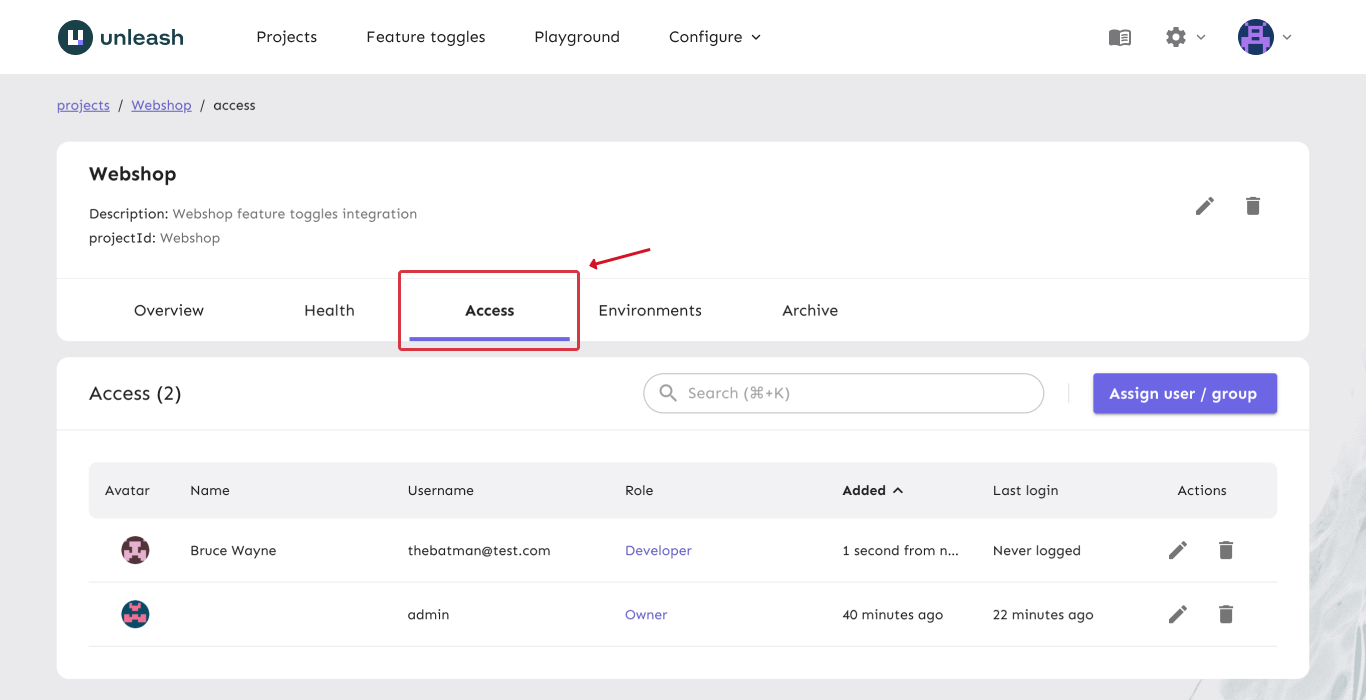 unleash Projects Feature toggles Playground Configure
projects / Webshop / access
Webshop
Description: Webshop feature toggles integration
projectId: Webshop
Overview Health Access Environments Archive
Access (2) Search (⌘+K) Assign user / group
Avatar Name Username Role Added Last login Actions
Bruce Wayne thebatman@test.com Developer 1 second from n... Never logged
admin Owner 40 minutes ago 22 minutes ago